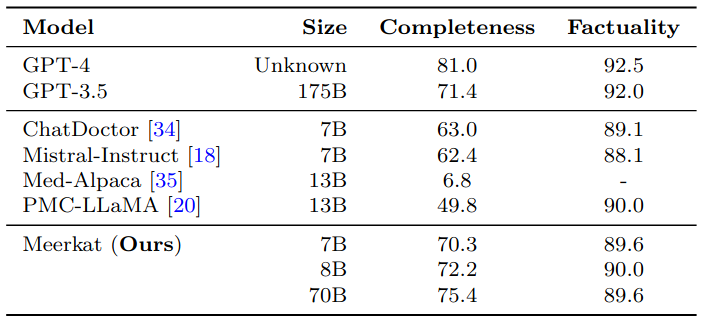 Model Size Completeness Factuality
GPT-4 Unknown 81.0 92.5
GPT-3.5 175B 71.4 92.0
ChatDoctor [34] 7B 63.0 89.1
Mistral-Instruct [18] 7B 62.4 88.1
Med-Alpaca [35] 13B 6.8 -
PMC-LLaMA [20] 13B 49.8 90.0
Meerkat (Ours) 7B 70.3 89.6
8B 72.2 90.0
70B 75.4 89.6